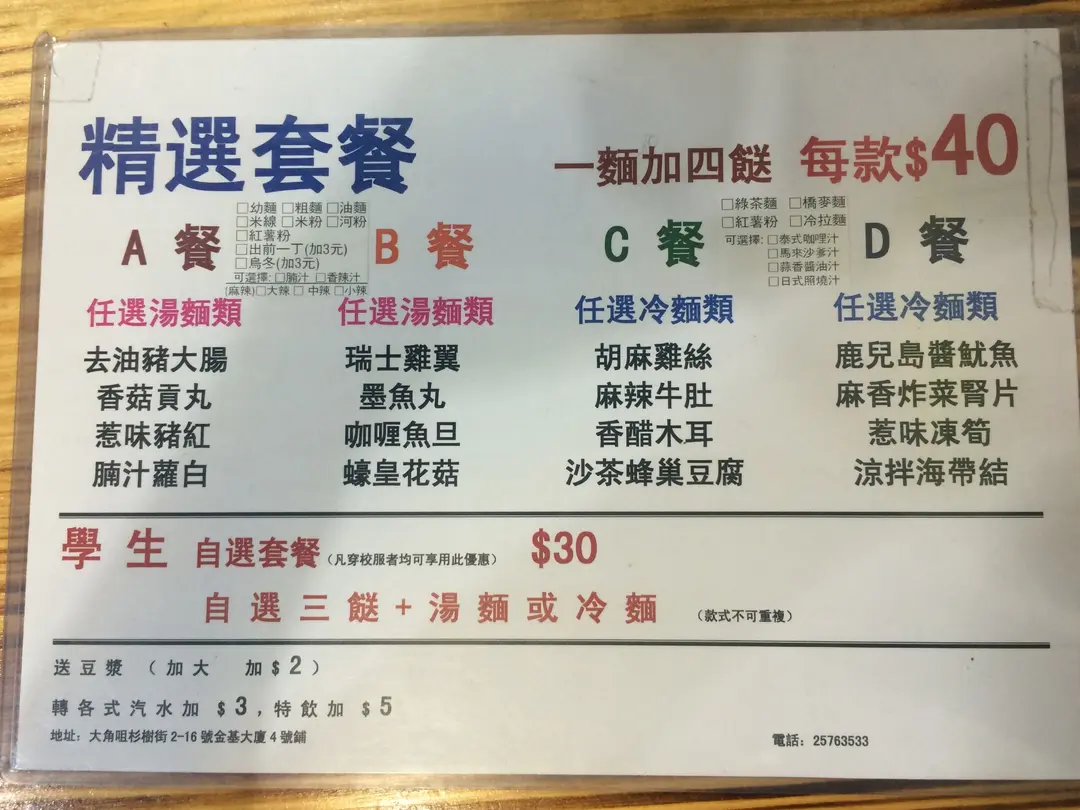 精選套餐
一麵加四餸 每款$40
A 餐
□幼麵 □粗麵 □油麵
□米線 □米粉 □河粉
□紅薯粉
□出前一丁(加3元)
□烏冬(加3元)
可選擇: □腩汁 □香辣汁
(麻辣)□大辣 □ 中辣 □小辣
B 餐
C 餐
□綠茶麵 □橋麥麵
□紅薯粉 □冷拉麵
可選擇: □泰式咖哩汁
□馬來沙爹汁
□蒜香醬油汁
□日式照燒汁
D 餐
任選湯麵類
去油豬大腸
香菇貢丸
惹味豬紅
腩汁蘿白
任選湯麵類
瑞士雞翼
墨魚丸
咖喱魚旦
蠔皇花菇
任選冷麵類
胡麻雞絲
麻辣牛肚
香醋木耳
沙茶蜂巢豆腐
任選冷麵類
鹿兒島醬魷魚
麻香炸菜腎片
惹味凍筍
涼拌海帶結
學生 自選套餐(凡穿校服者均可享用此優惠) $30
自選三餸+湯麵或冷麵 (款式不可重複)
送豆漿 (加大 加$2)
轉各式汽水加 $3,特飲加 $5
地址: 大角咀杉樹街 2-16 號金基大廈 4 號鋪
電話: 25763533